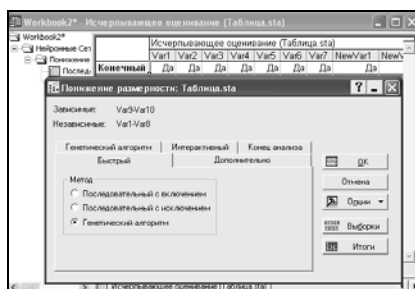 Workbook2* - Исчерпывающее оценивание (Таблица.sta)
Workbook2*
Исчерпывающее оценивание (Таблица.sta)
Нейронные Сет
Var1 Var2 Var3 Var4 Var5 Var6 Var7 NewVar1 NewV
Понижение
Последо
Конечный Да Да Да Да Да Да Да Да
Понижение размерности: Таблица.sta
Зависимые: Var9-Var10
Независимые: Var1-Var8
Генетический алгоритм Интерактивный Конец анализа
Быстрый Дополнительно
OK
Метод
Отмена
Последовательный с включением
Последовательный с исключением
Опции
Генетический алгоритм
Выборки
Итоги
Исчерпывающее оценивание (Таблица.sta)